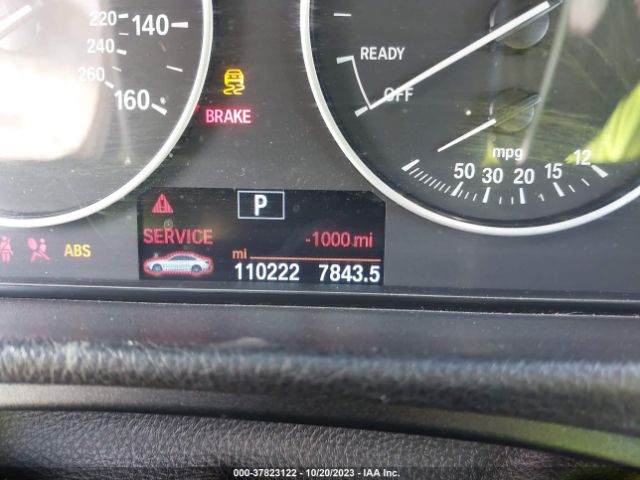 220 140
240
260
160
BRAKE
READY
OFF
mpg
50 30 20 15 12
P
SERVICE -1000 mi
ABS
mi
110222 7843.5
000-37823122 - 10/20/2023 - IAA Inc.